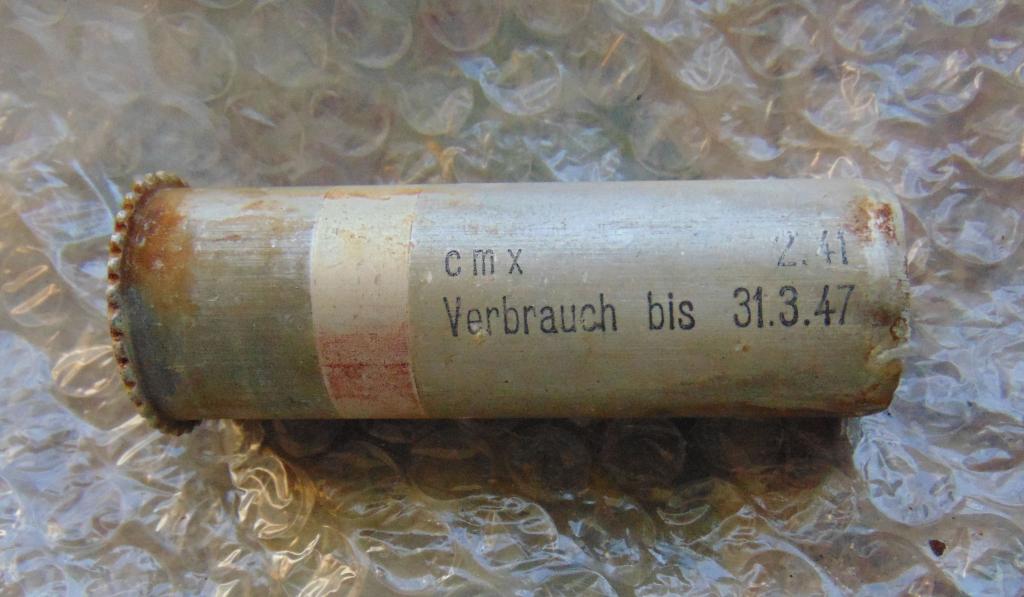 cmx 2.41
Verbrauch bis 31.3.47